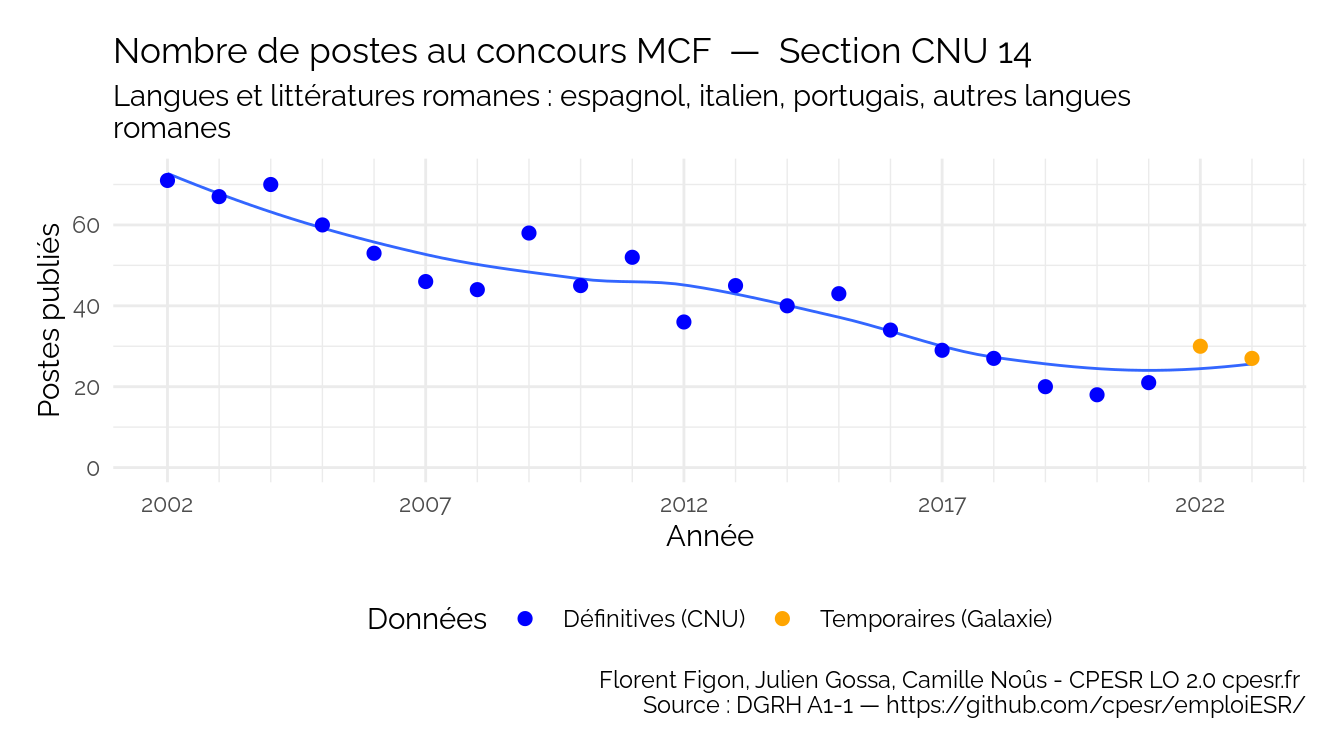 Nombre de postes au concours MCF — Section CNU 14
Langues et littératures romanes : espagnol, italien, portugais, autres langues
romanes
Postes publiés
60
40
20
0
2002 2007 2012 2017 2022
Année
Données Définitives (CNU) Temporaires (Galaxie)
Florent Figon, Julien Gossa, Camille Noûs - CPESR LO 2.0 cpesr.fr
Source : DGRH A1-1 — https://github.com/cpesr/emploiESR/